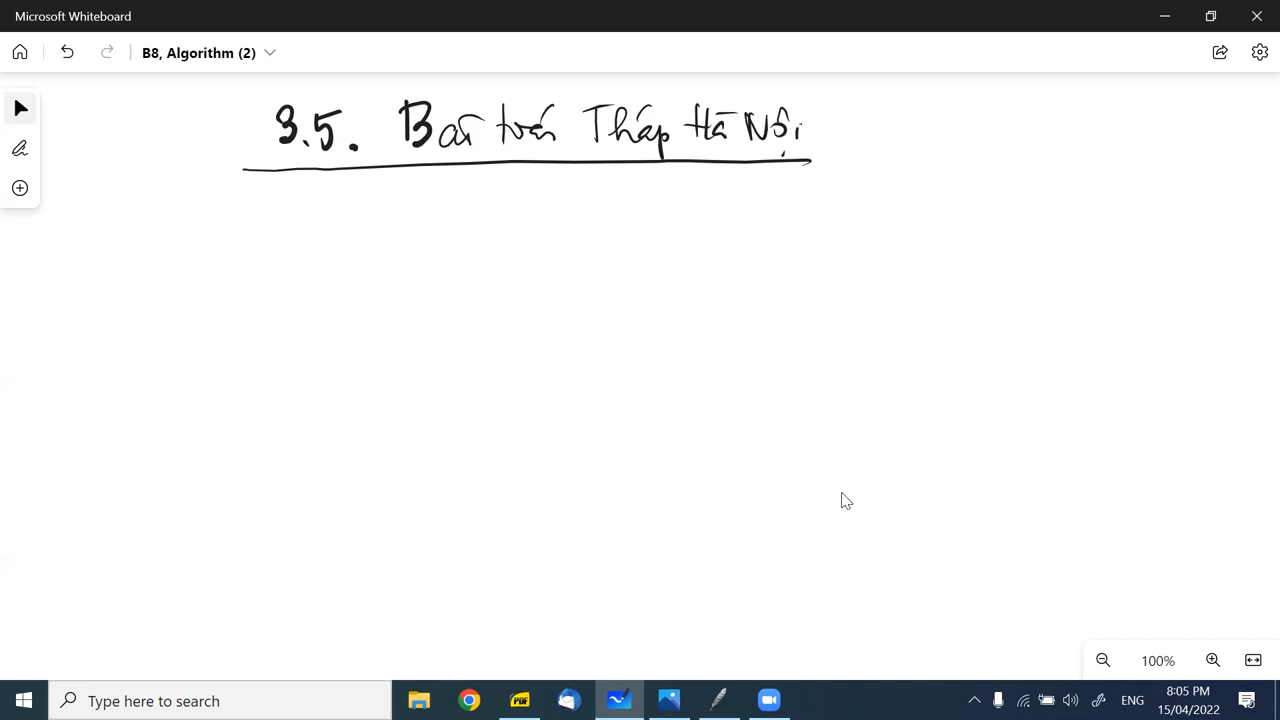 Microsoft Whiteboard
B8, Algorithm (2)
3.5. Bài toán Tháp Hà Nội
100%
Type here to search
PDF
ENG
8:05 PM
15/04/2022